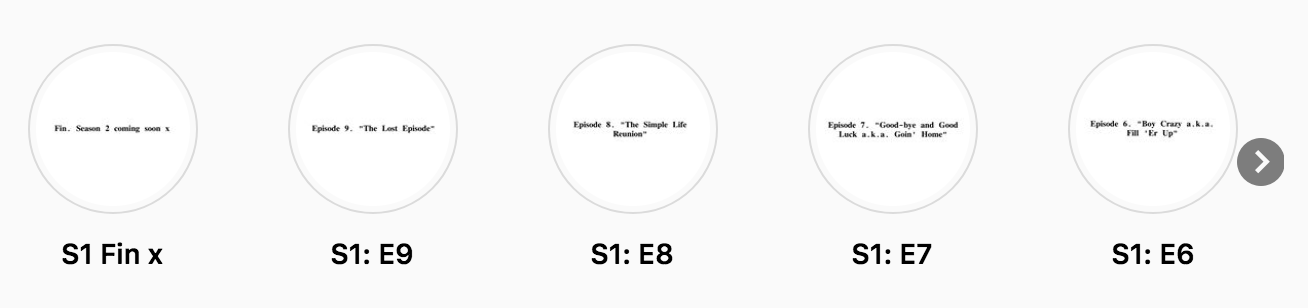 Fin. Season 2 coming soon x
Episode 9. "The Lost Episode"
Episode 8. "The Simple Life
Reunion"
Episode 7. "Good-bye and Good
Luck a.k.a. Goin' Home"
Episode 6. "Boy Crazy a.k.a.
Fill 'Er Up"
S1 Fin x
S1: E9
S1: E8
S1: E7
S1: E6